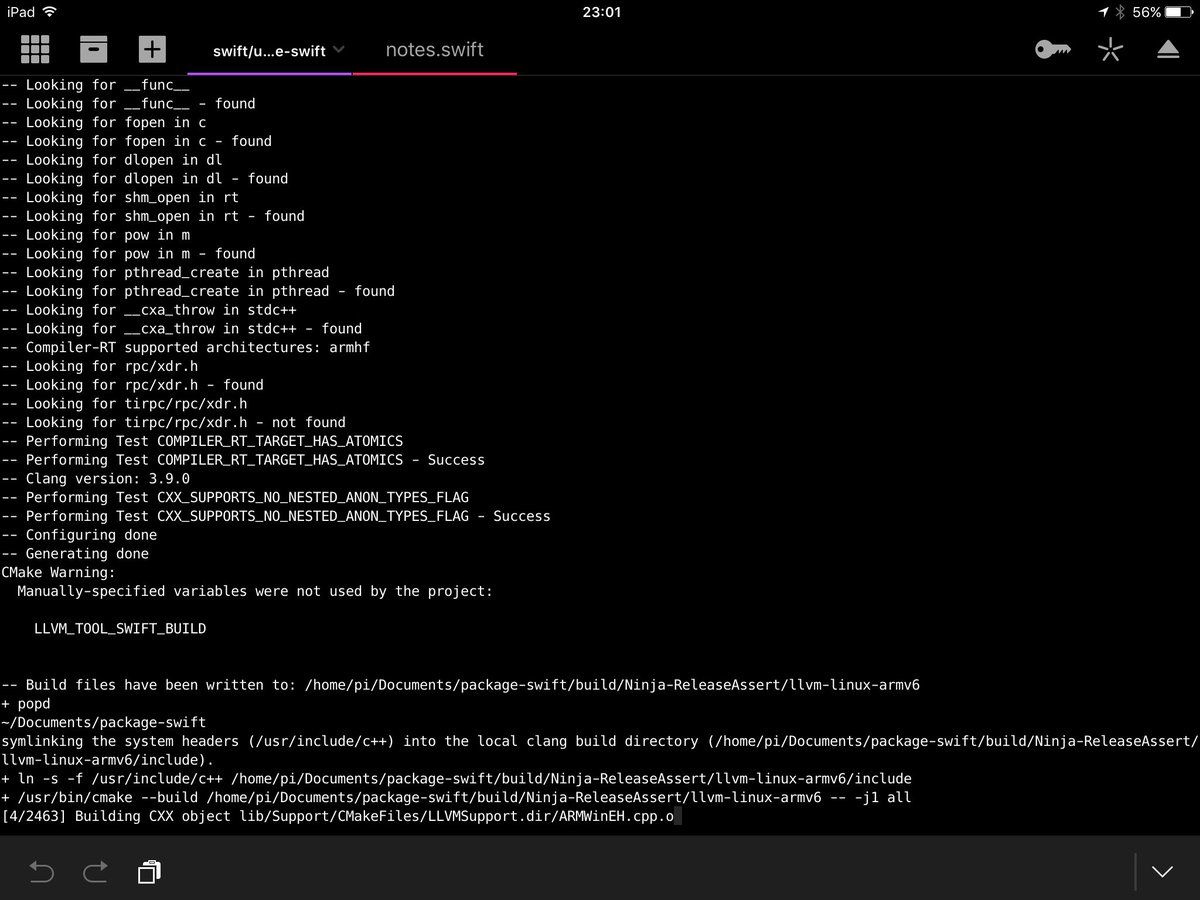 iPad 23:01 56%
swift/u...e-swift notes.swift
-- Looking for __func__
-- Looking for __func__ - found
-- Looking for fopen in c
-- Looking for fopen in c - found
-- Looking for dlopen in dl
-- Looking for dlopen in dl - found
-- Looking for shm_open in rt
-- Looking for shm_open in rt - found
-- Looking for pow in m
-- Looking for pow in m - found
-- Looking for pthread_create in pthread
-- Looking for pthread_create in pthread - found
-- Looking for __cxa_throw in stdc++
-- Looking for __cxa_throw in stdc++ - found
-- Compiler-RT supported architectures: armhf
-- Looking for rpc/xdr.h
-- Looking for rpc/xdr.h - found
-- Looking for tirpc/rpc/xdr.h
-- Looking for tirpc/rpc/xdr.h - not found
-- Performing Test COMPILER_RT_TARGET_HAS_ATOMICS
-- Performing Test COMPILER_RT_TARGET_HAS_ATOMICS - Success
-- Clang version: 3.9.0
-- Performing Test CXX_SUPPORTS_NO_NESTED_ANON_TYPES_FLAG
-- Performing Test CXX_SUPPORTS_NO_NESTED_ANON_TYPES_FLAG - Success
-- Configuring done
-- Generating done
CMake Warning:
  Manually-specified variables were not used by the project:

    LLVM_TOOL_SWIFT_BUILD


-- Build files have been written to: /home/pi/Documents/package-swift/build/Ninja-ReleaseAssert/llvm-linux-armv6
+ popd
~/Documents/package-swift
symlinking the system headers (/usr/include/c++) into the local clang build directory (/home/pi/Documents/package-swift/build/Ninja-ReleaseAssert/
llvm-linux-armv6/include).
+ ln -s -f /usr/include/c++ /home/pi/Documents/package-swift/build/Ninja-ReleaseAssert/llvm-linux-armv6/include
+ /usr/bin/cmake --build /home/pi/Documents/package-swift/build/Ninja-ReleaseAssert/llvm-linux-armv6 -- -j1 all
[4/2463] Building CXX object lib/Support/CMakeFiles/LLVMSupport.dir/ARMWinEH.cpp.o